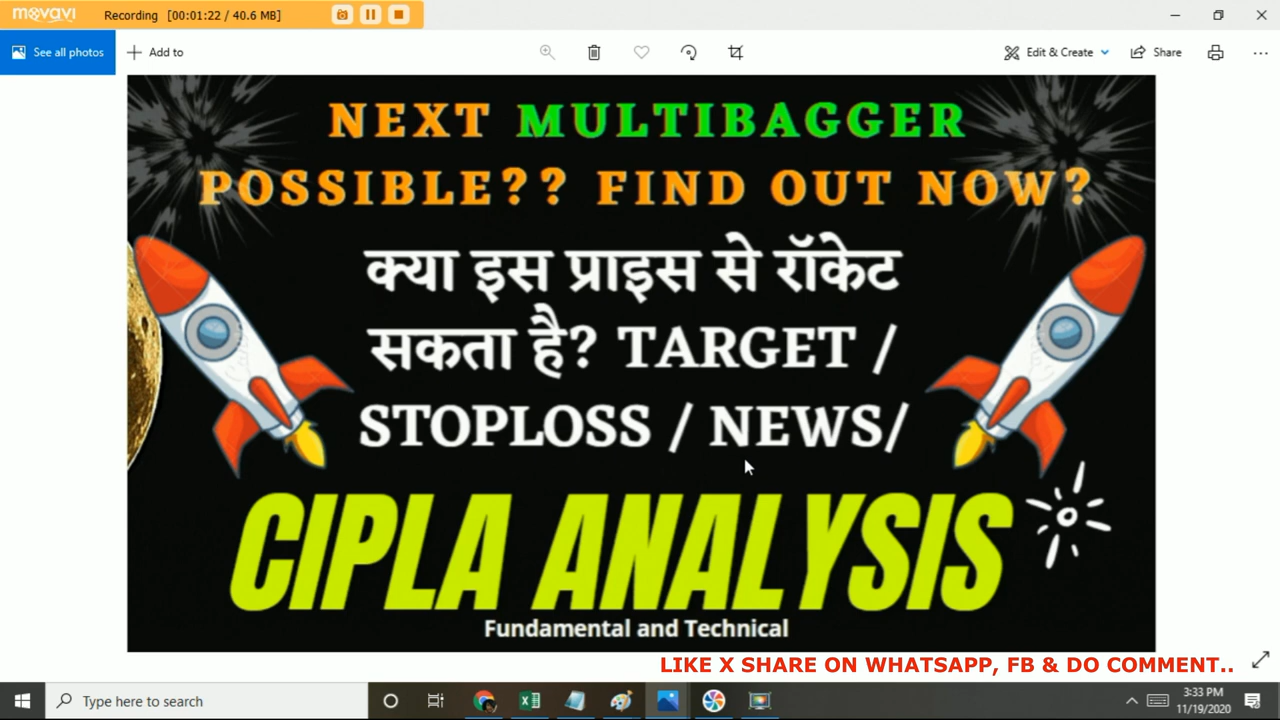 movavi Recording [00:01:22 / 40.6 MB]
See all photos Add to Edit & Create Share
NEXT MULTIBAGGER
POSSIBLE?? FIND OUT NOW?
क्या इस प्राइस से रॉकेट
सकता है? TARGET /
STOPLOSS / NEWS/
CIPLA ANALYSIS
Fundamental and Technical
LIKE X SHARE ON WHATSAPP, FB & DO COMMENT..
Type here to search
3:33 PM
11/19/2020